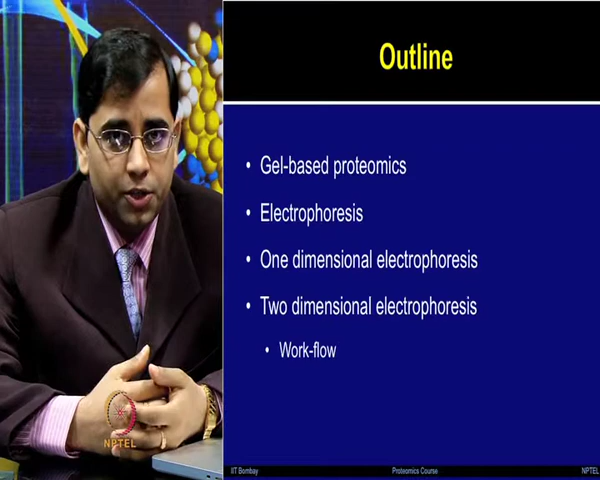 Outline
• Gel-based proteomics
• Electrophoresis
• One dimensional electrophoresis
• Two dimensional electrophoresis
• Work-flow
NPTEL
IIT Bombay Proteomics Course NPTEL